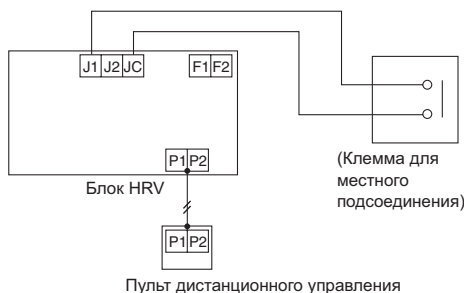 J1 J2 JC F1 F2
P1 P2
Блок HRV
(Клемма для
местного
подсоединения)
P1 P2
Пульт дистанционного управления